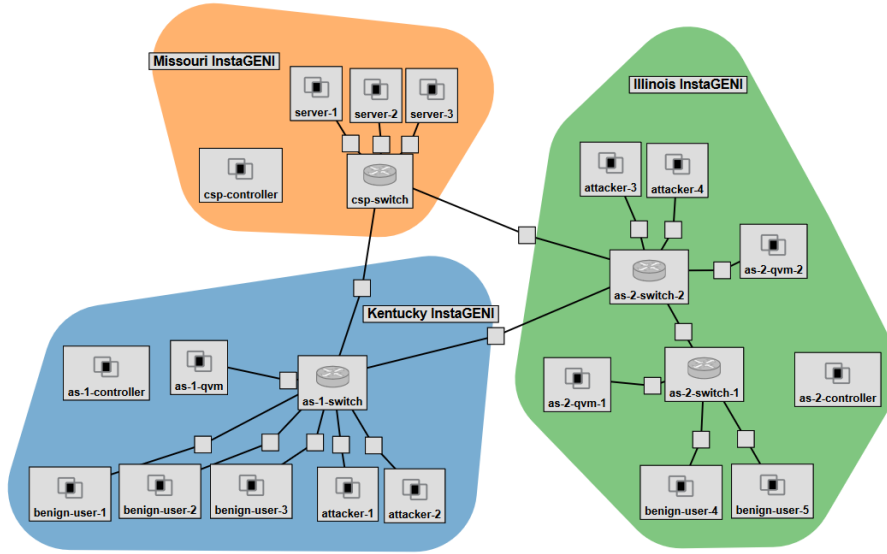 Missouri InstaGENI
server-1
server-2
server-3
csp-controller
csp-switch
Illinois InstaGENI
attacker-3
attacker-4
as-2-qvm-2
as-2-switch-2
as-2-qvm-1
as-2-switch-1
as-2-controller
benign-user-4
benign-user-5
Kentucky InstaGENI
as-1-controller
as-1-qvm
as-1-switch
benign-user-1
benign-user-2
benign-user-3
attacker-1
attacker-2